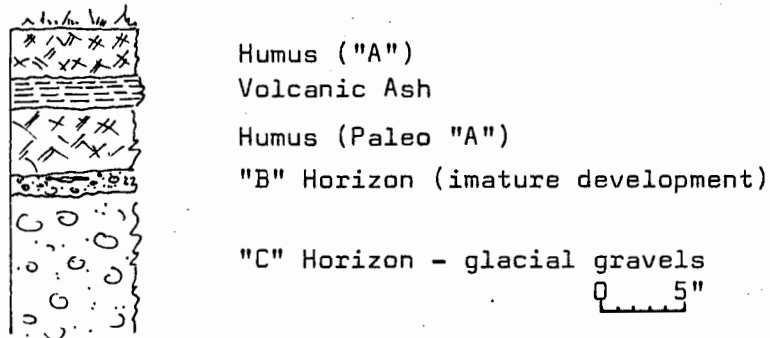 Humus ("A")
Volcanic Ash
Humus (Paleo "A")
"B" Horizon (imature development)
"C" Horizon - glacial gravels
0 5"